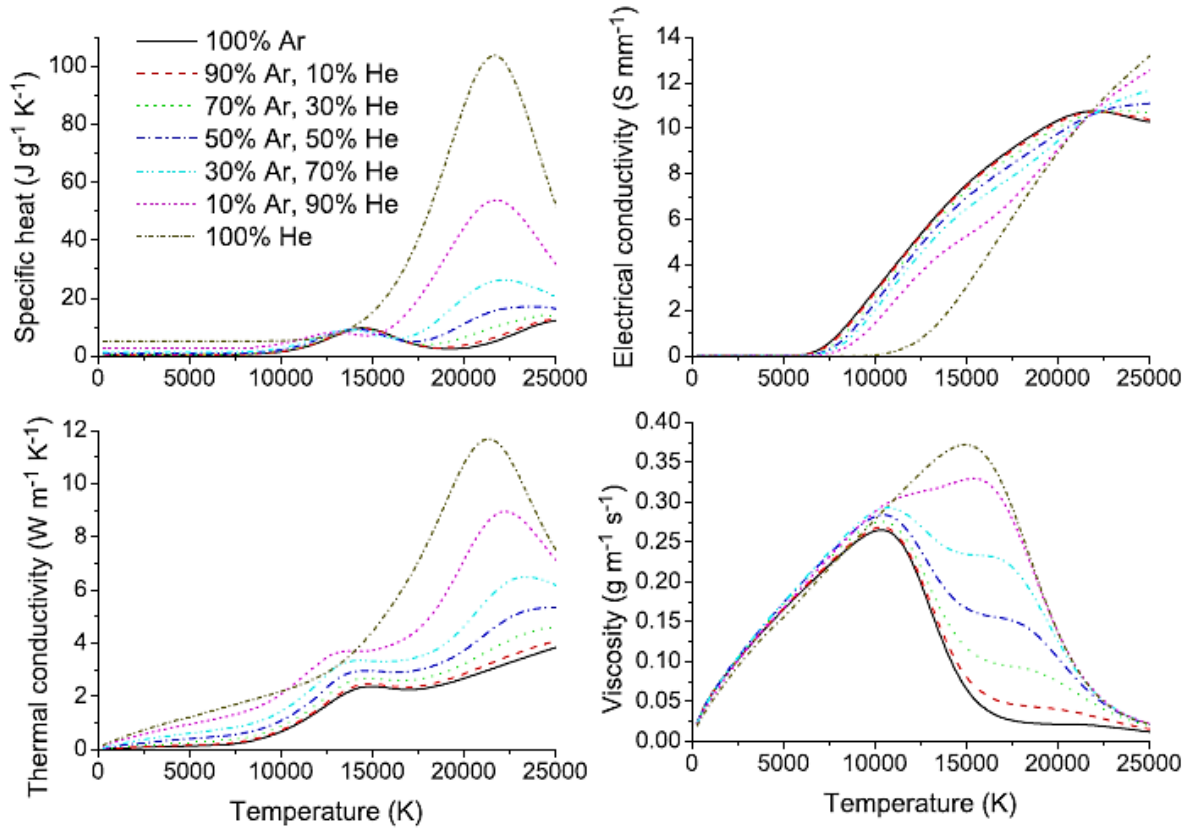 Specific heat (J g⁻¹ K⁻¹)
100
80
60
40
20
0
0 5000 10000 15000 20000 25000
100% Ar
90% Ar, 10% He
70% Ar, 30% He
50% Ar, 50% He
30% Ar, 70% He
10% Ar, 90% He
100% He
Electrical conductivity (S mm⁻¹)
14
12
10
8
6
4
2
0
0 5000 10000 15000 20000 25000
Thermal conductivity (W m⁻¹ K⁻¹)
12
10
8
6
4
2
0
0 5000 10000 15000 20000 25000
Temperature (K)
Viscosity (g m⁻¹ s⁻¹)
0.40
0.35
0.30
0.25
0.20
0.15
0.10
0.05
0.00
0 5000 10000 15000 20000 25000
Temperature (K)